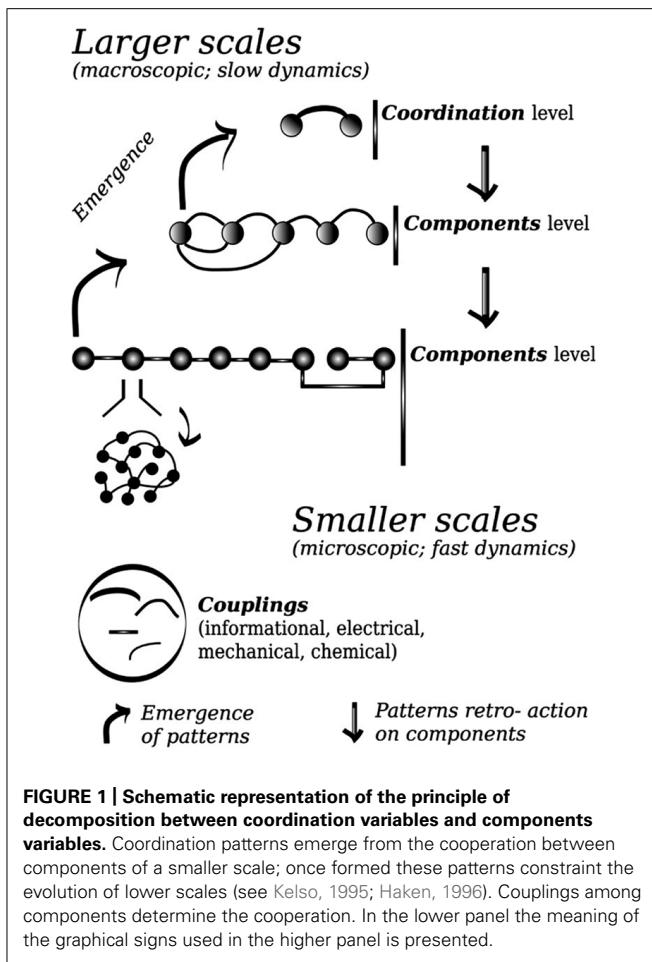 Larger scales
(macroscopic; slow dynamics)
Coordination level
Emergence
Components level
Components level
Smaller scales
(microscopic; fast dynamics)
Couplings
(informational, electrical,
mechanical, chemical)
Emergence
of patterns
Patterns retro- action
on components
FIGURE 1 | Schematic representation of the principle of
decomposition between coordination variables and components
variables. Coordination patterns emerge from the cooperation between
components of a smaller scale; once formed these patterns constraint the
evolution of lower scales (see Kelso, 1995; Haken, 1996). Couplings among
components determine the cooperation. In the lower panel the meaning of
the graphical signs used in the higher panel is presented.